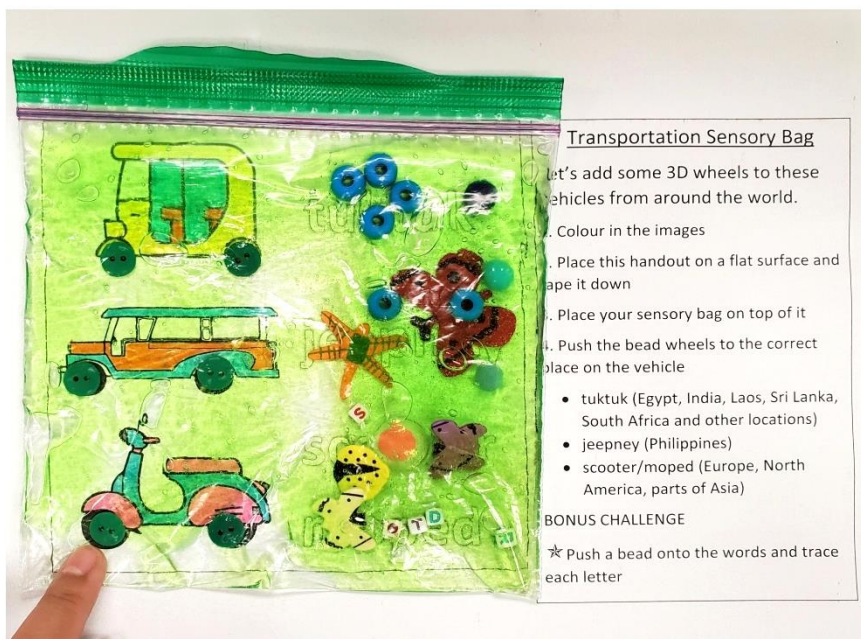 Transportation Sensory Bag
et's add some 3D wheels to these
ehicles from around the world.
. Colour in the images
. Place this handout on a flat surface and
ape it down
. Place your sensory bag on top of it
4. Push the bead wheels to the correct
place on the vehicle
• tuktuk (Egypt, India, Laos, Sri Lanka,
South Africa and other locations)
• jeepney (Philippines)
• scooter/moped (Europe, North
America, parts of Asia)
BONUS CHALLENGE
☆ Push a bead onto the words and trace
each letter
tuktuk
jeepney
S
scooter
moped
T D